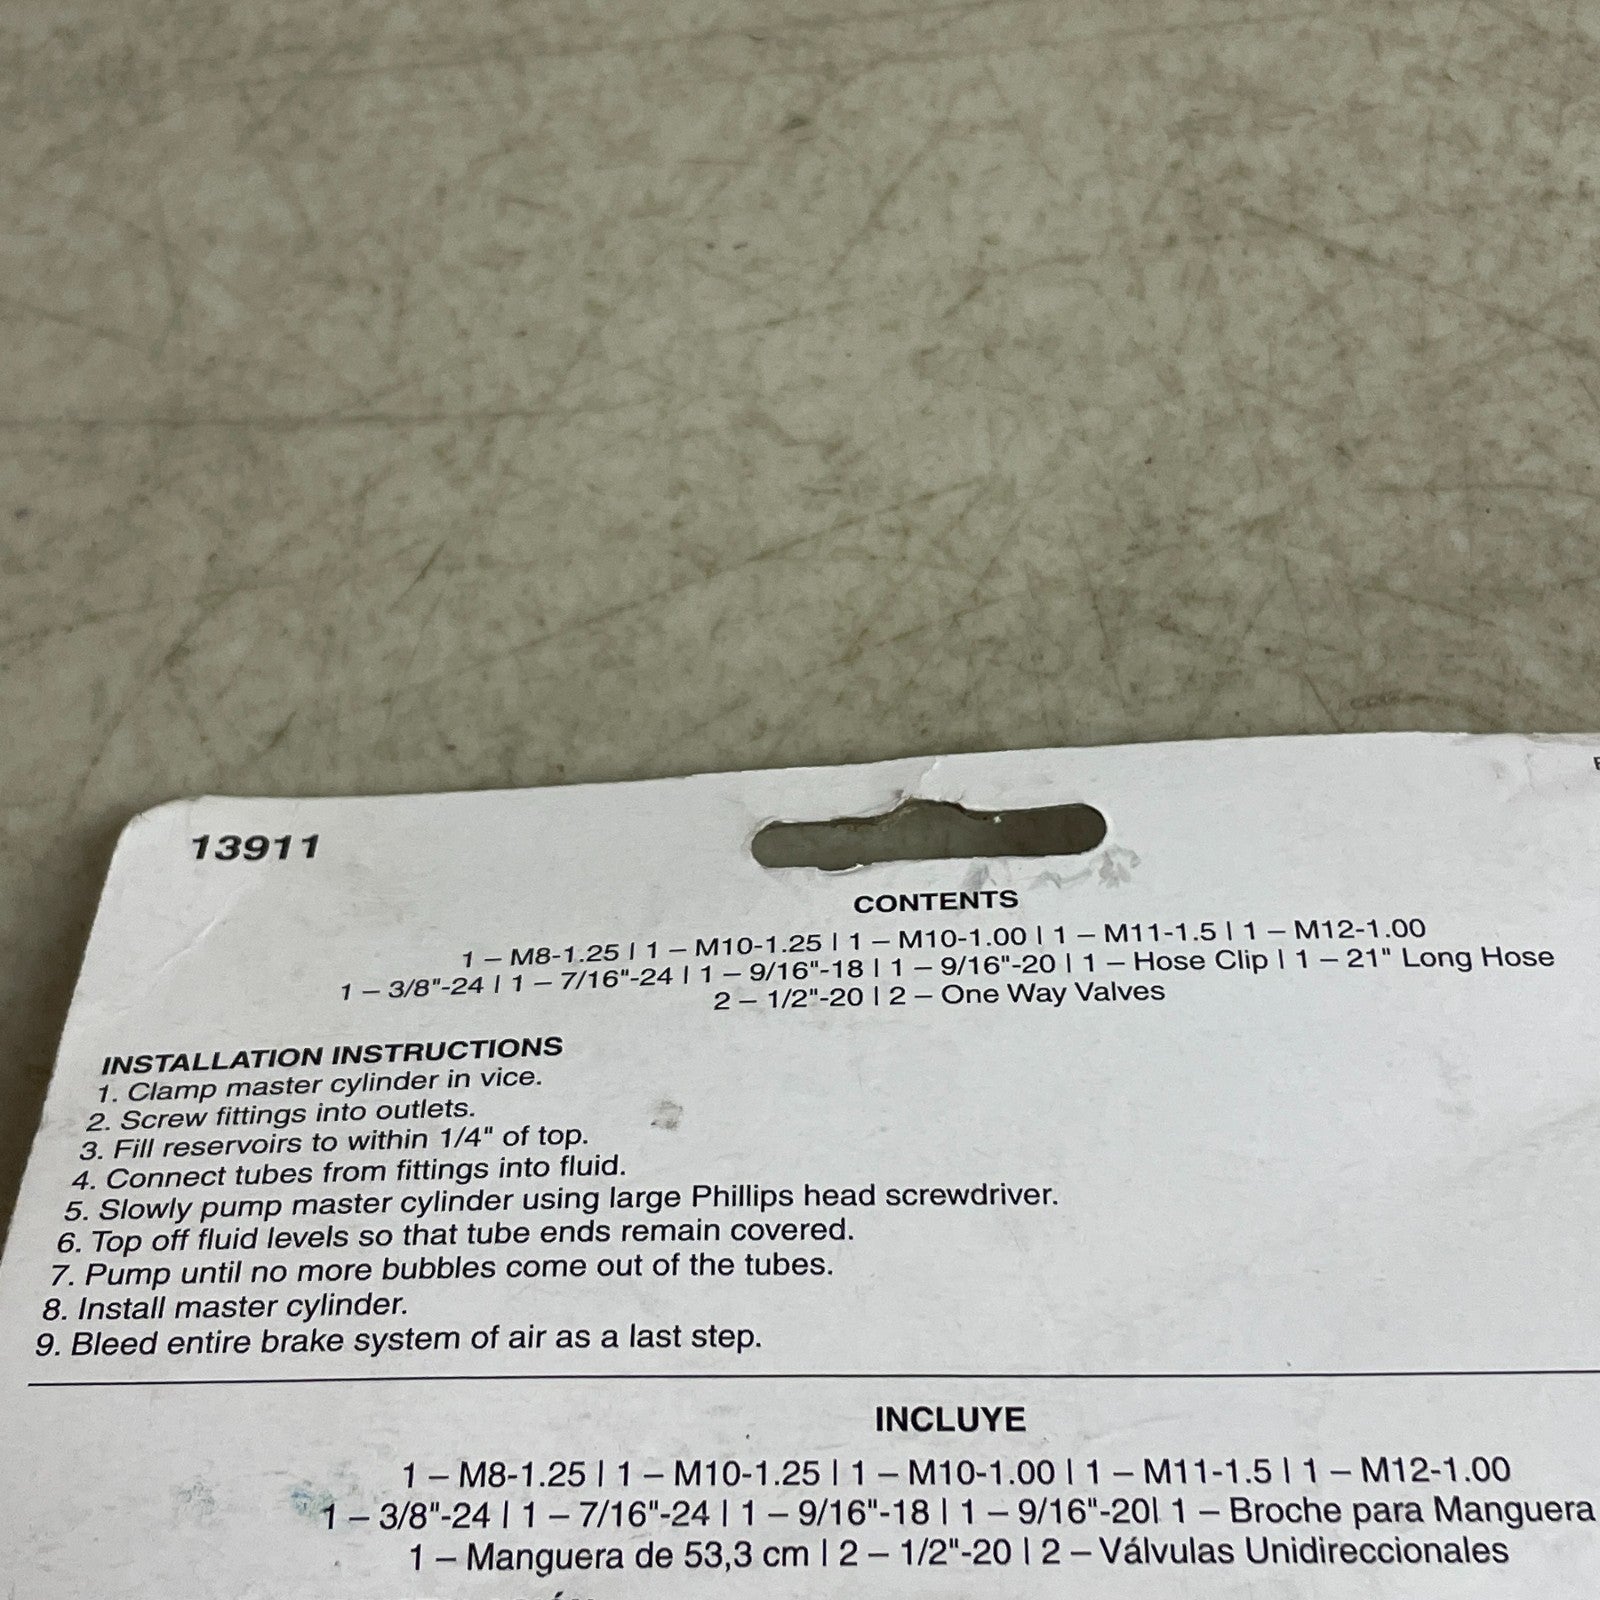 13911
CONTENTS
1 – M8-1.25 | 1 – M10-1.25 | 1 – M10-1.00 | 1 – M11-1.5 | 1 – M12-1.00
1 – 3/8"-24 | 1 – 7/16"-24 | 1 – 9/16"-18 | 1 – 9/16"-20 | 1 – Hose Clip | 1 – 21" Long Hose
2 – 1/2"-20 | 2 – One Way Valves
INSTALLATION INSTRUCTIONS
1. Clamp master cylinder in vice.
2. Screw fittings into outlets.
3. Fill reservoirs to within 1/4" of top.
4. Connect tubes from fittings into fluid.
5. Slowly pump master cylinder using large Phillips head screwdriver.
6. Top off fluid levels so that tube ends remain covered.
7. Pump until no more bubbles come out of the tubes.
8. Install master cylinder.
9. Bleed entire brake system of air as a last step.
INCLUYE
1 – M8-1.25 | 1 – M10-1.25 | 1 – M10-1.00 | 1 – M11-1.5 | 1 – M12-1.00
1 – 3/8"-24 | 1 – 7/16"-24 | 1 – 9/16"-18 | 1 – 9/16"-20| 1 – Broche para Manguera
1 – Manguera de 53,3 cm | 2 – 1/2"-20 | 2 – Válvulas Unidireccionales